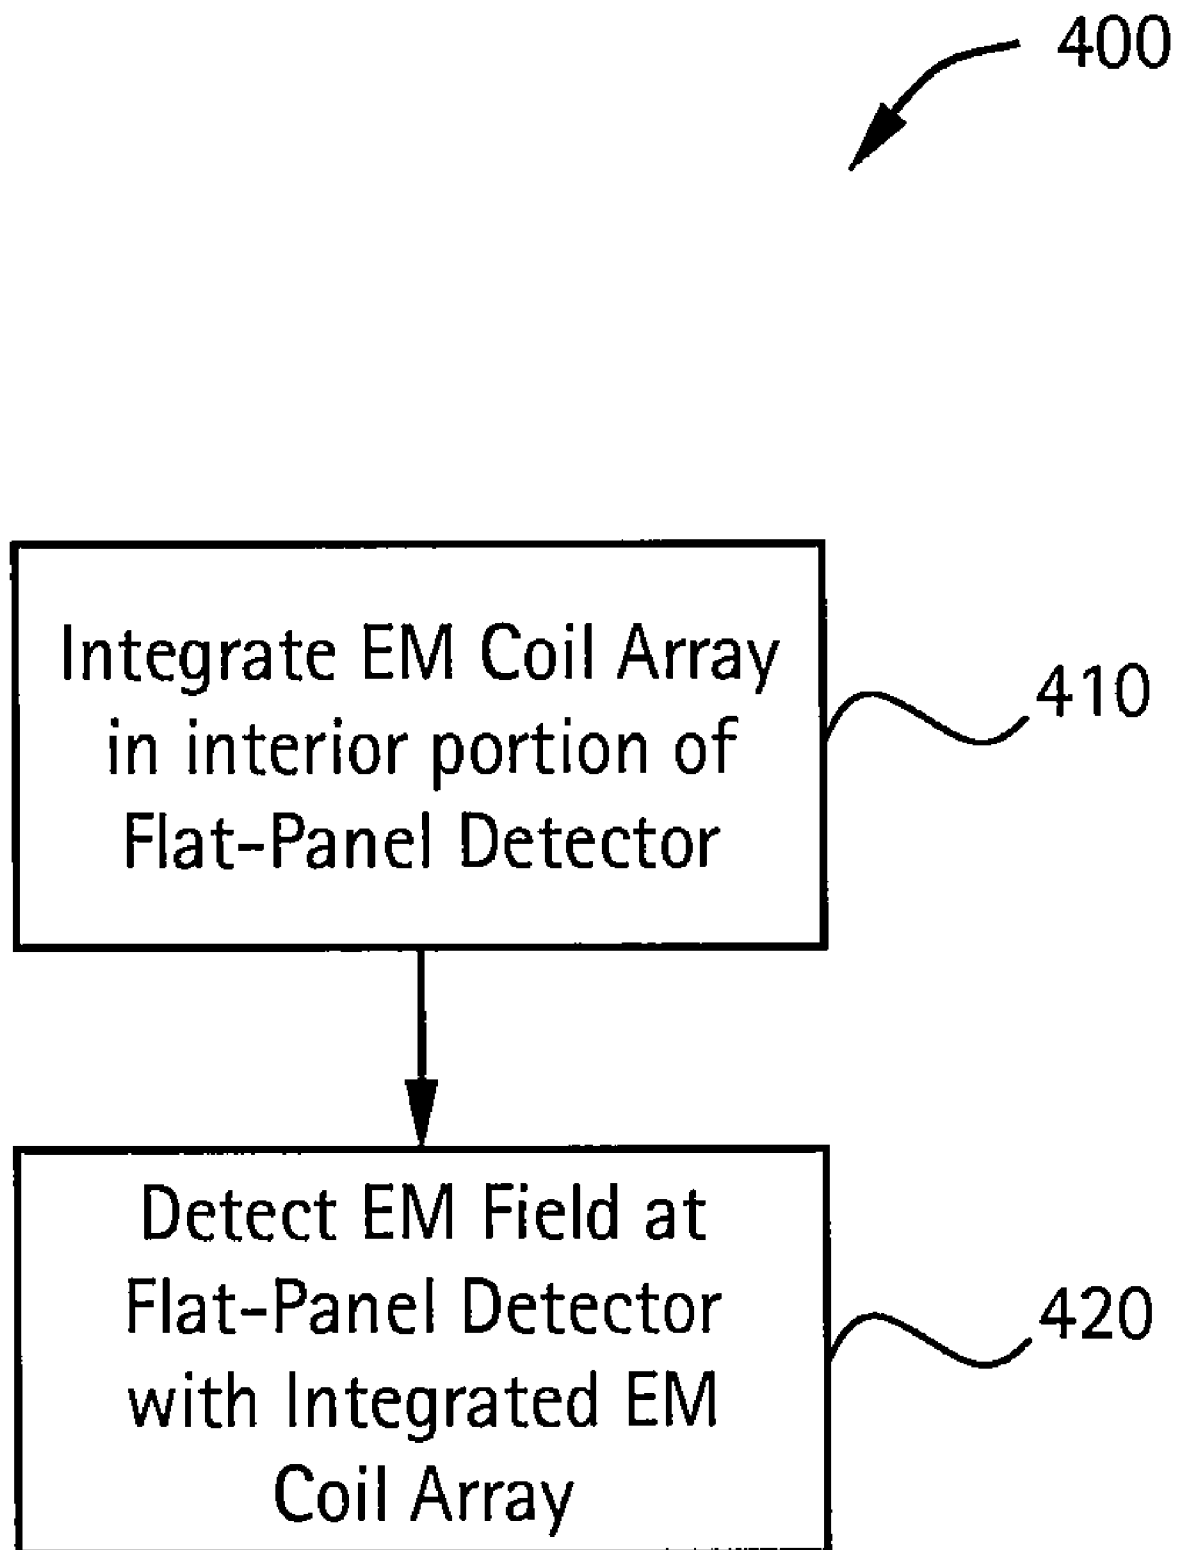 400
Integrate EM Coil Array
in interior portion of
Flat-Panel Detector
410
Detect EM Field at
Flat-Panel Detector
with Integrated EM
Coil Array
420